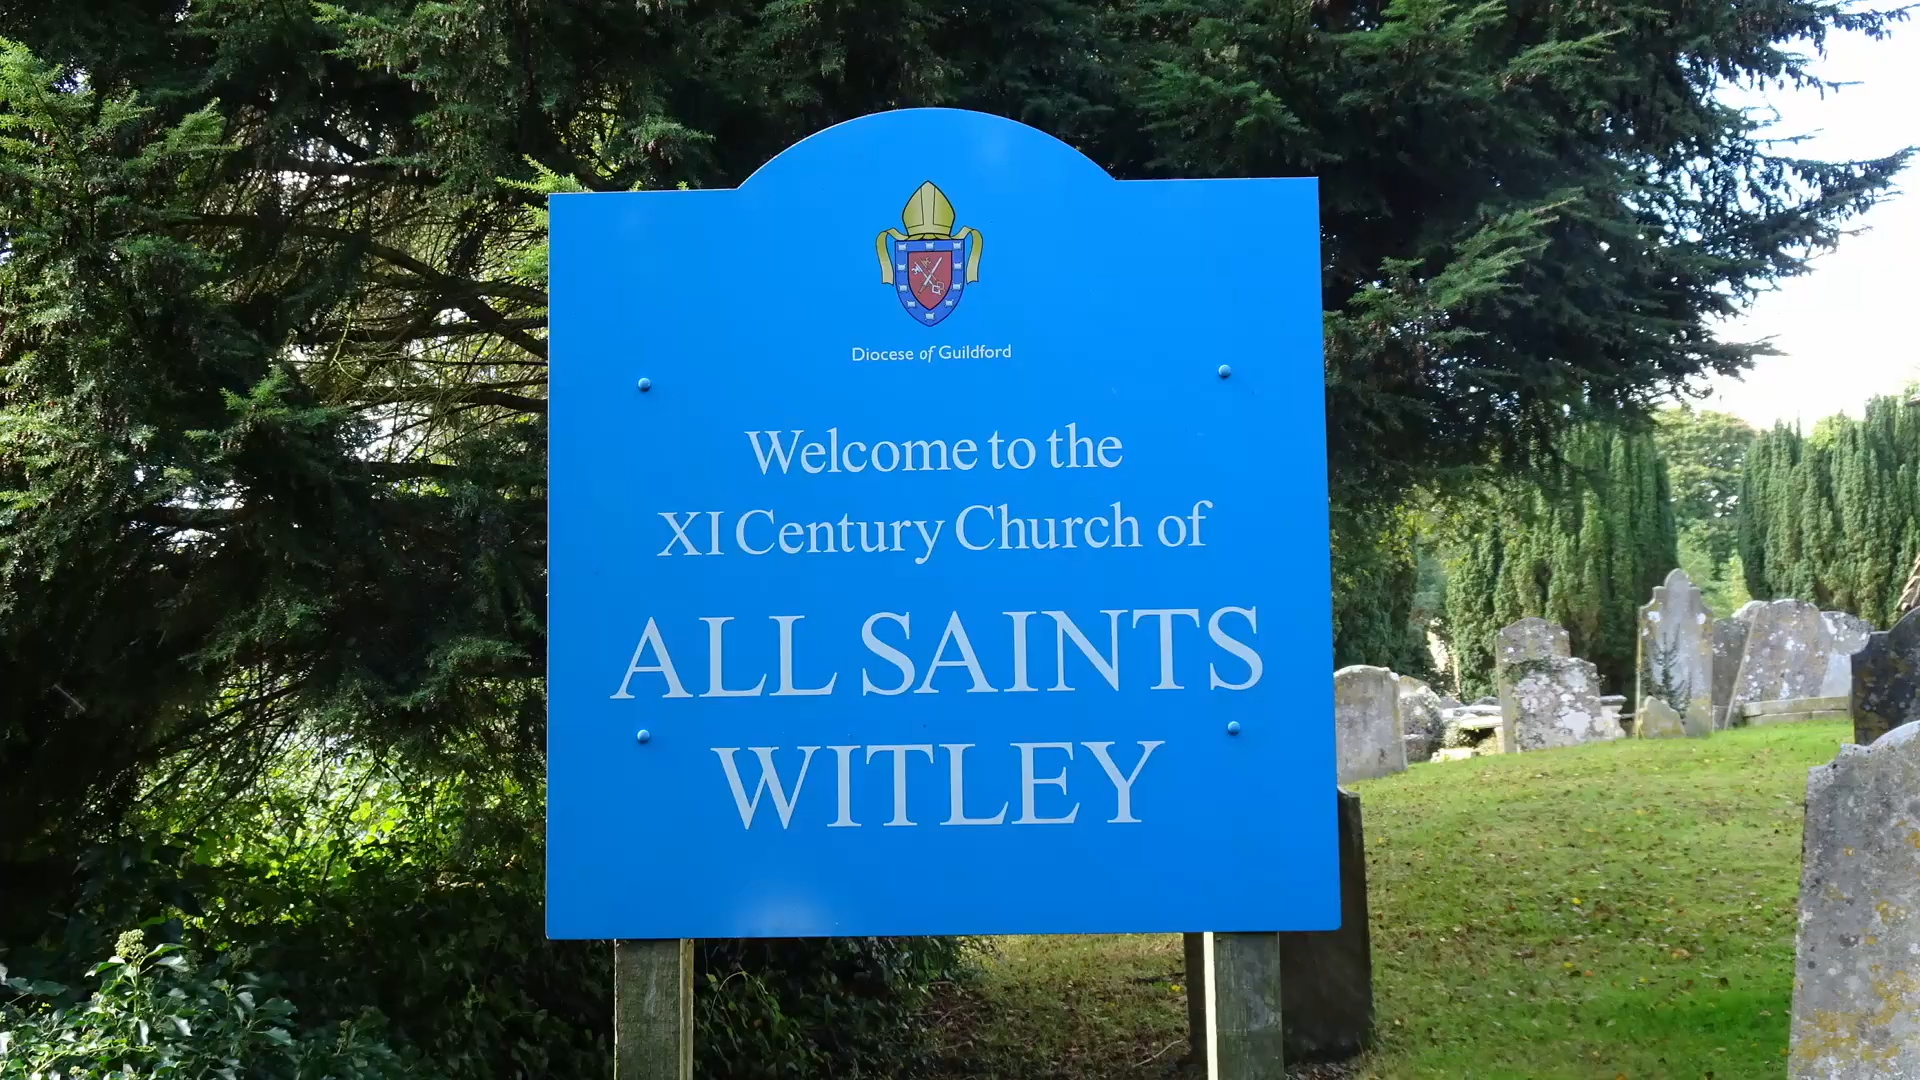 Diocese of Guildford
Welcome to the
XI Century Church of
ALL SAINTS
WITLEY